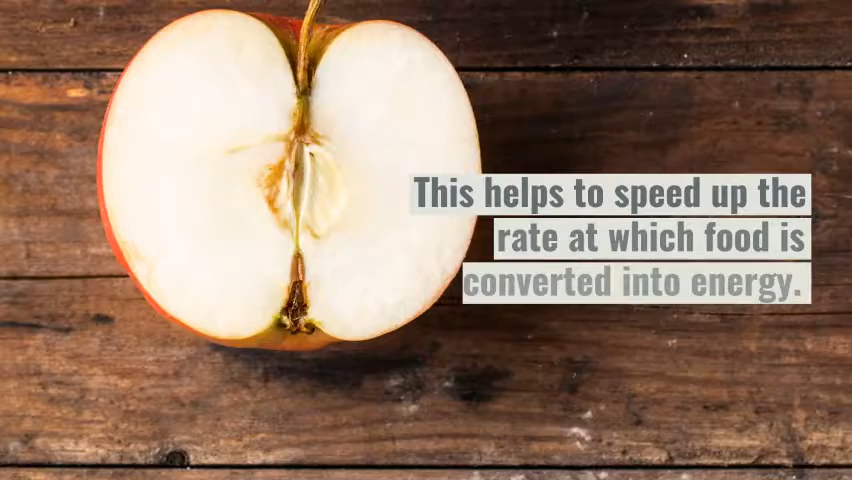 This helps to speed up the
rate at which food is
converted into energy.